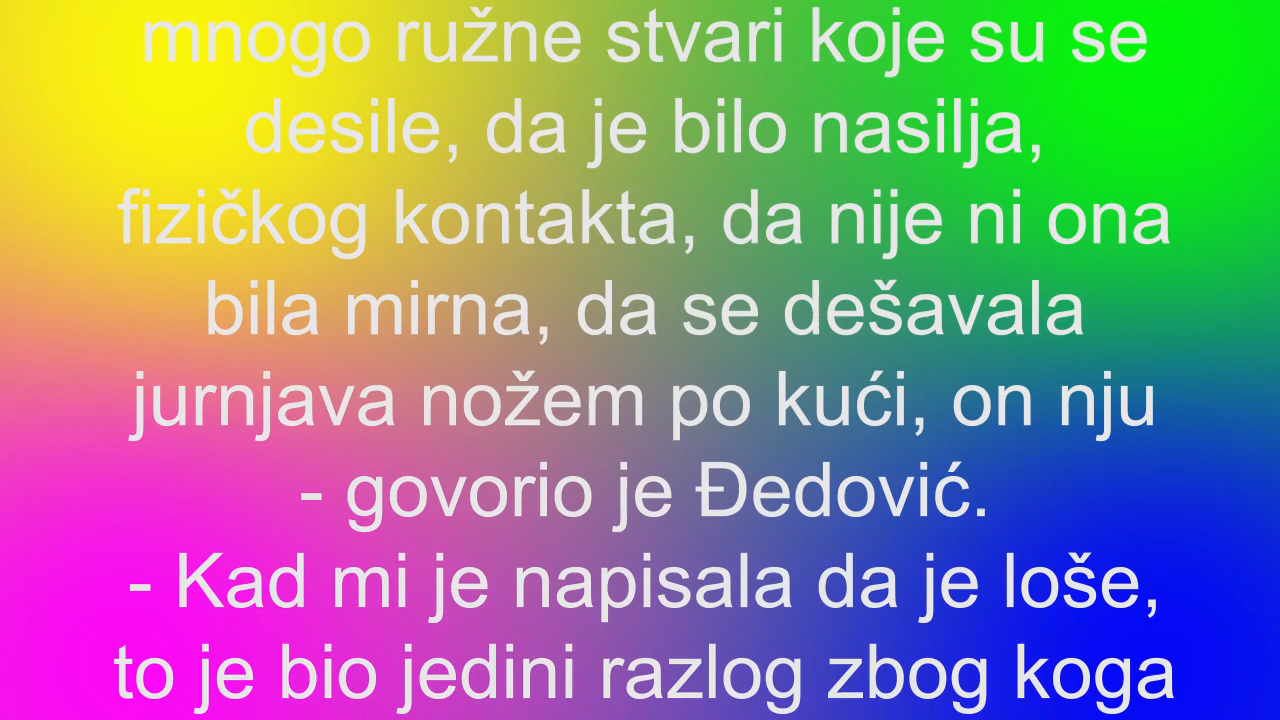 mnogo ružne stvari koje su se
desile, da je bilo nasilja,
fizičkog kontakta, da nije ni ona
bila mirna, da se dešavala
jurnjava nožem po kući, on nju
- govorio je Đedović.
- Kad mi je napisala da je loše,
to je bio jedini razlog zbog koga